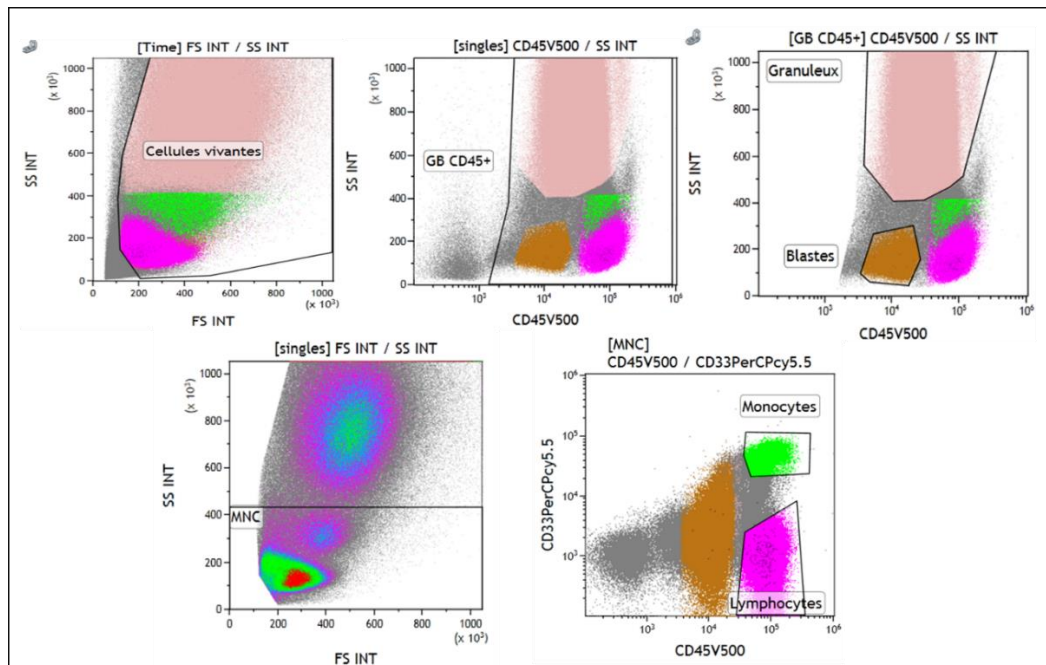 [Time] FS INT / SS INT
(x 10³)
1000
800
600
400
200
0
SS INT
Cellules vivantes
0 200 400 600 800 1000
(x 10³)
FS INT
[singles] CD45V500 / SS INT
(x 10³)
1000
800
600
400
200
0
SS INT
GB CD45+
10³ 10⁴ 10⁵ 10⁶
CD45V500
[GB CD45+] CD45V500 / SS INT
(x 10³)
1000
800
600
400
200
0
SS INT
Granuleux
Blastes
10³ 10⁴ 10⁵ 10⁶
CD45V500
[singles] FS INT / SS INT
(x 10³)
1000
800
600
400
200
0
SS INT
MNC
0 200 400 600 800 1000
(x 10³)
FS INT
[MNC]
CD45V500 / CD33PerCPcy5.5
10⁶
10⁵
10⁴
10³
CD33PerCPcy5.5
Monocytes
Lymphocytes
10³ 10⁴ 10⁵ 10⁶
CD45V500